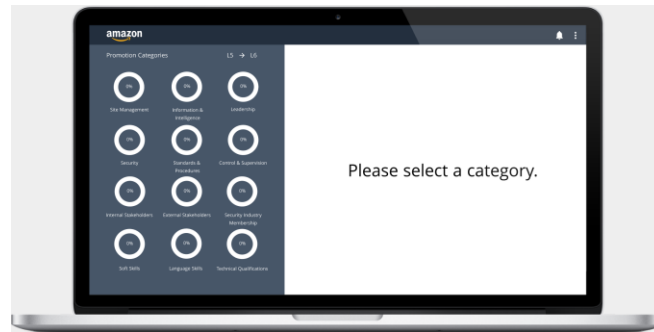 amazon
Promotion Categories L5 → L6
0% 0% 0%
Site Management Information & Leadership
Intelligence
0% 0% 0%
Security Standards & Control & Supervision
Procedures
0% 0% 0%
Internal Stakeholders External Stakeholders Security Industry
Membership
0% 0% 0%
Soft Skills Language Skills Technical Qualifications
Please select a category.